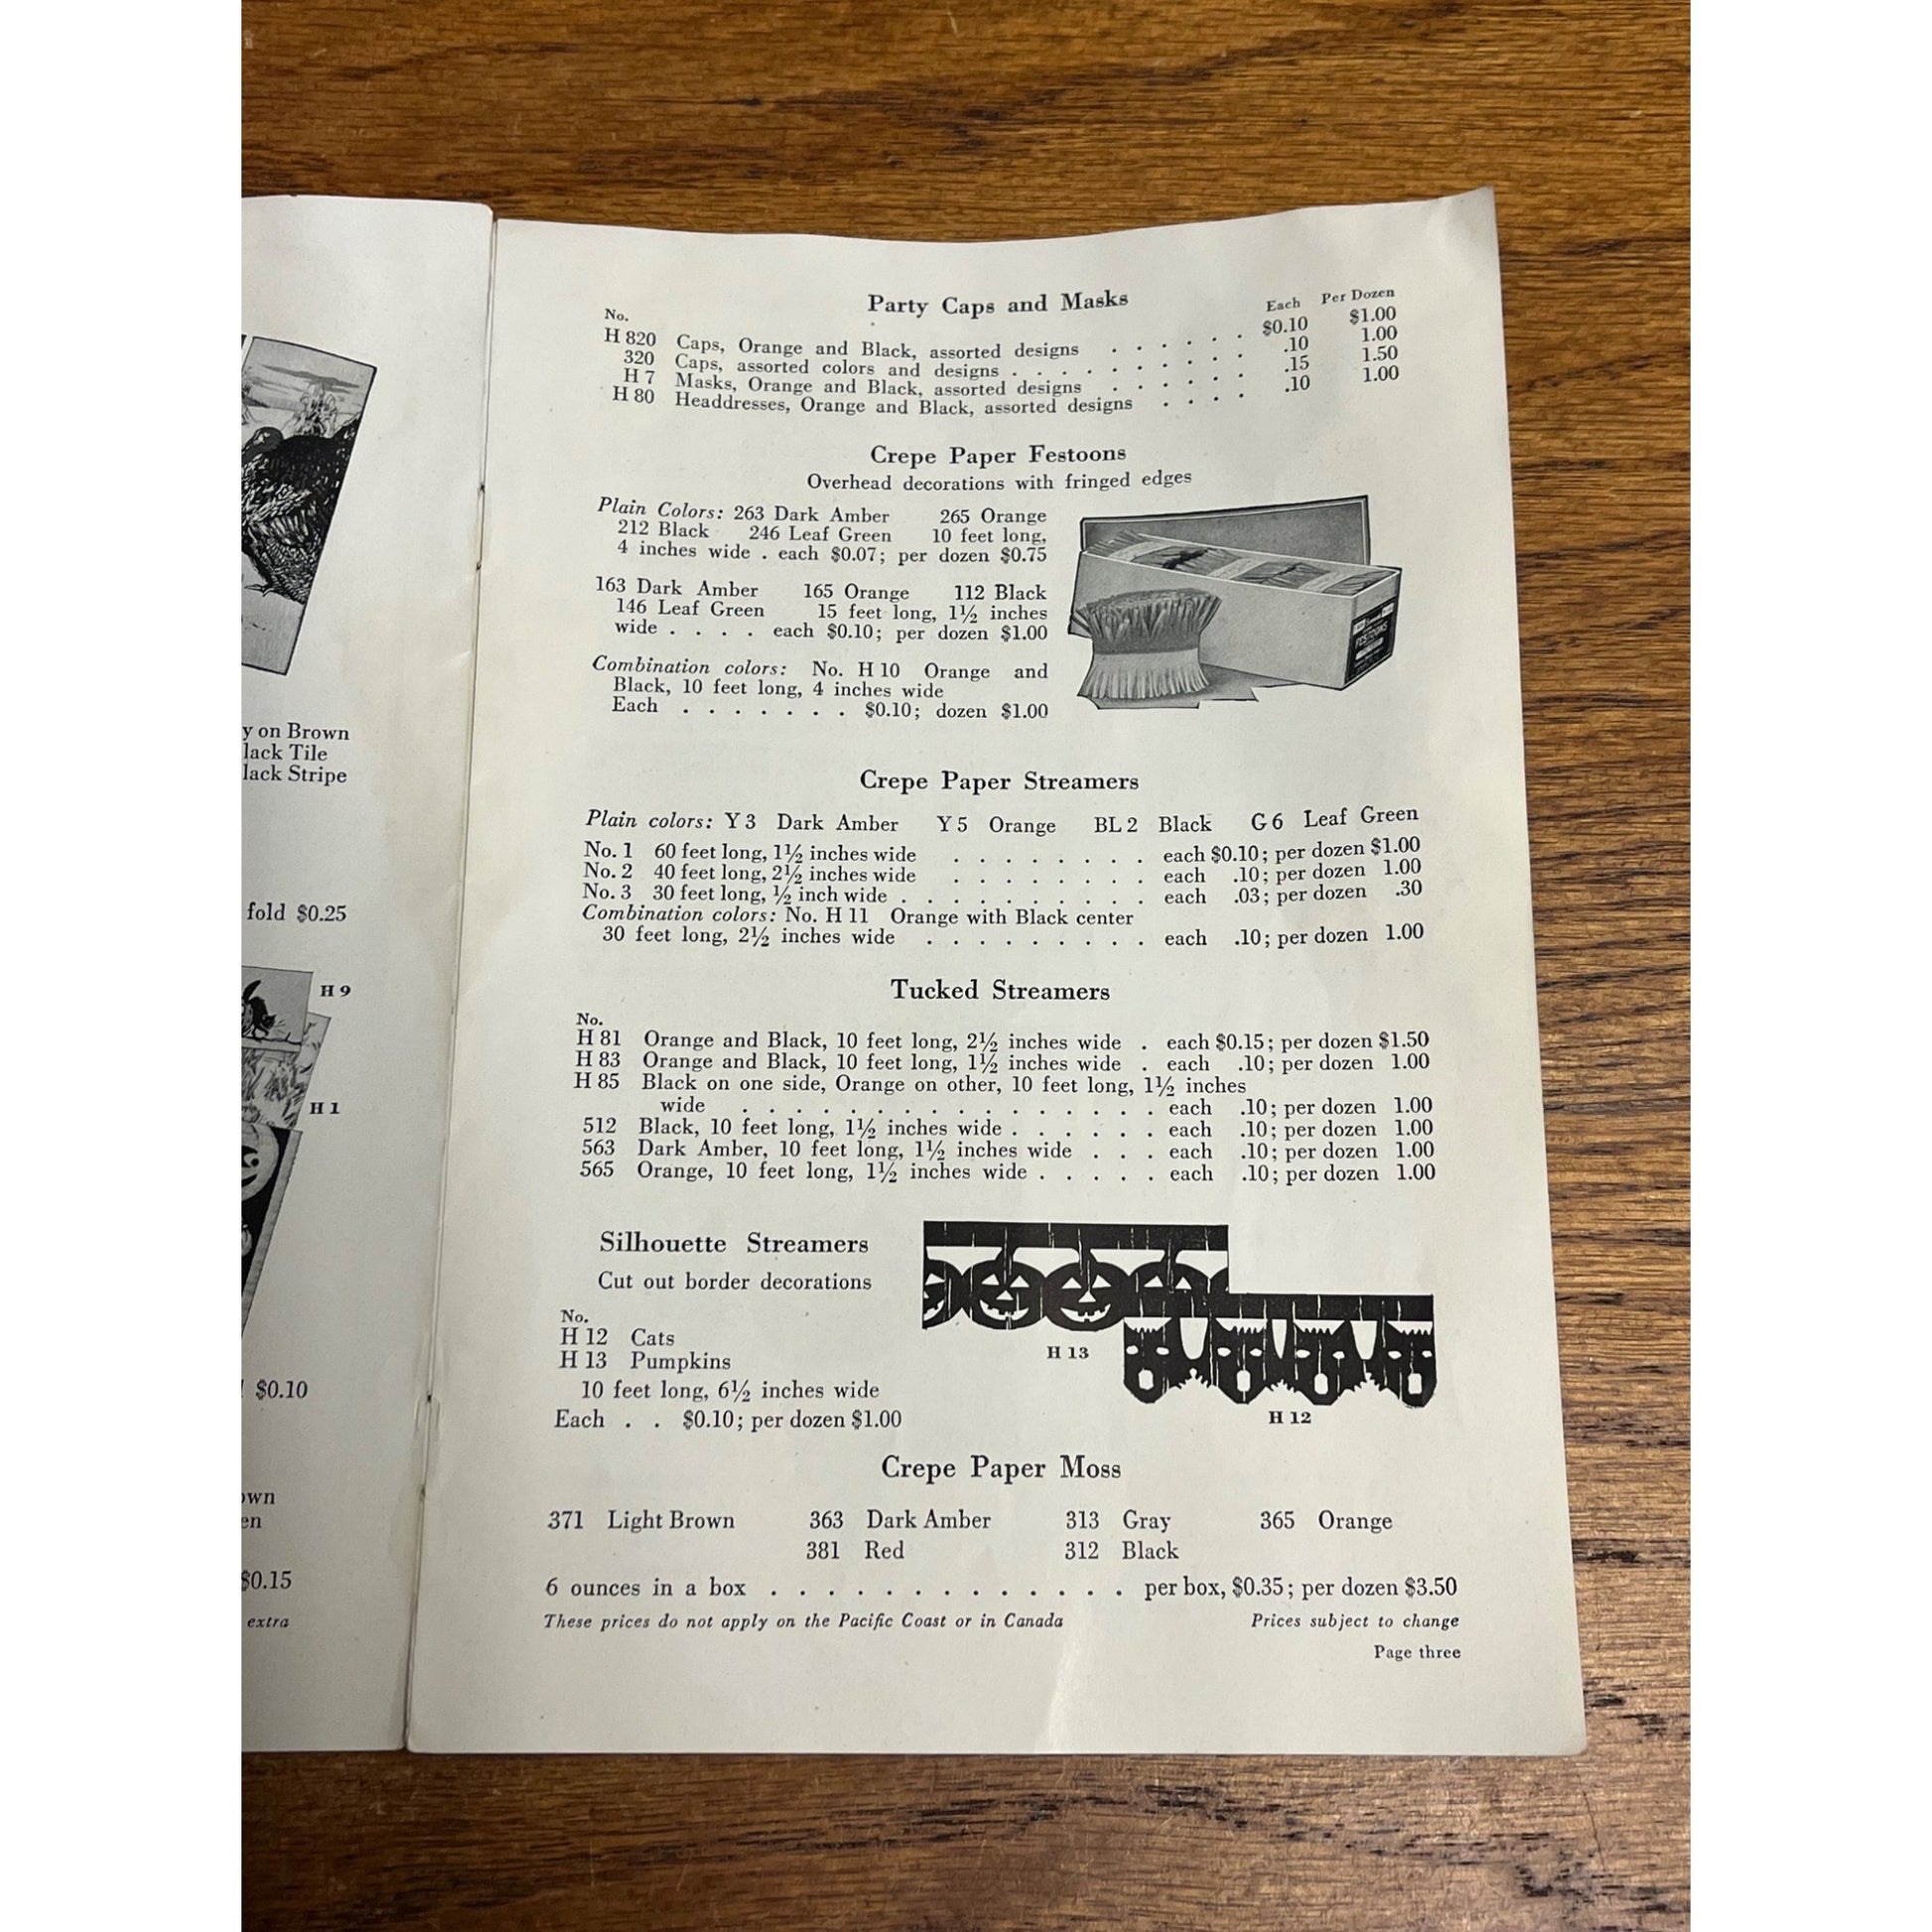 y on Brown
lack Tile
lack Stripe
fold $0.25
H 9
H 1
$0.10
own
en
$0.15
extra
Party Caps and Masks
No. Each Per Dozen
H 820 Caps, Orange and Black, assorted designs . . . . . . $0.10 $1.00
320 Caps, assorted colors and designs . . . . . . . . . .10 1.00
H 7 Masks, Orange and Black, assorted designs . . . . . . .15 1.50
H 80 Headdresses, Orange and Black, assorted designs . . . . .10 1.00
Crepe Paper Festoons
Overhead decorations with fringed edges
Plain Colors: 263 Dark Amber 265 Orange
212 Black 246 Leaf Green 10 feet long,
4 inches wide . each $0.07; per dozen $0.75
163 Dark Amber 165 Orange 112 Black
146 Leaf Green 15 feet long, 1½ inches
wide . . . . each $0.10; per dozen $1.00
Combination colors: No. H 10 Orange and
Black, 10 feet long, 4 inches wide
Each . . . . . . . $0.10; dozen $1.00
FESTOONS
Crepe Paper Streamers
Plain colors: Y 3 Dark Amber Y 5 Orange BL 2 Black G 6 Leaf Green
No. 1 60 feet long, 1½ inches wide . . . . . . . . each $0.10; per dozen $1.00
No. 2 40 feet long, 2½ inches wide . . . . . . . . each .10; per dozen 1.00
No. 3 30 feet long, ½ inch wide . . . . . . . . . . each .03; per dozen .30
Combination colors: No. H 11 Orange with Black center
30 feet long, 2½ inches wide . . . . . . . . . each .10; per dozen 1.00
Tucked Streamers
No.
H 81 Orange and Black, 10 feet long, 2½ inches wide . each $0.15; per dozen $1.50
H 83 Orange and Black, 10 feet long, 1½ inches wide . each .10; per dozen 1.00
H 85 Black on one side, Orange on other, 10 feet long, 1½ inches
wide . . . . . . . . . . . . . . . . each .10; per dozen 1.00
512 Black, 10 feet long, 1½ inches wide . . . . . . each .10; per dozen 1.00
563 Dark Amber, 10 feet long, 1½ inches wide . . . each .10; per dozen 1.00
565 Orange, 10 feet long, 1½ inches wide . . . . . each .10; per dozen 1.00
Silhouette Streamers
Cut out border decorations
No.
H 12 Cats
H 13 Pumpkins
10 feet long, 6½ inches wide
Each . . $0.10; per dozen $1.00
H 13
H 12
Crepe Paper Moss
371 Light Brown 363 Dark Amber 313 Gray 365 Orange
381 Red 312 Black
6 ounces in a box . . . . . . . . . . . . . per box, $0.35; per dozen $3.50
These prices do not apply on the Pacific Coast or in Canada Prices subject to change
Page three